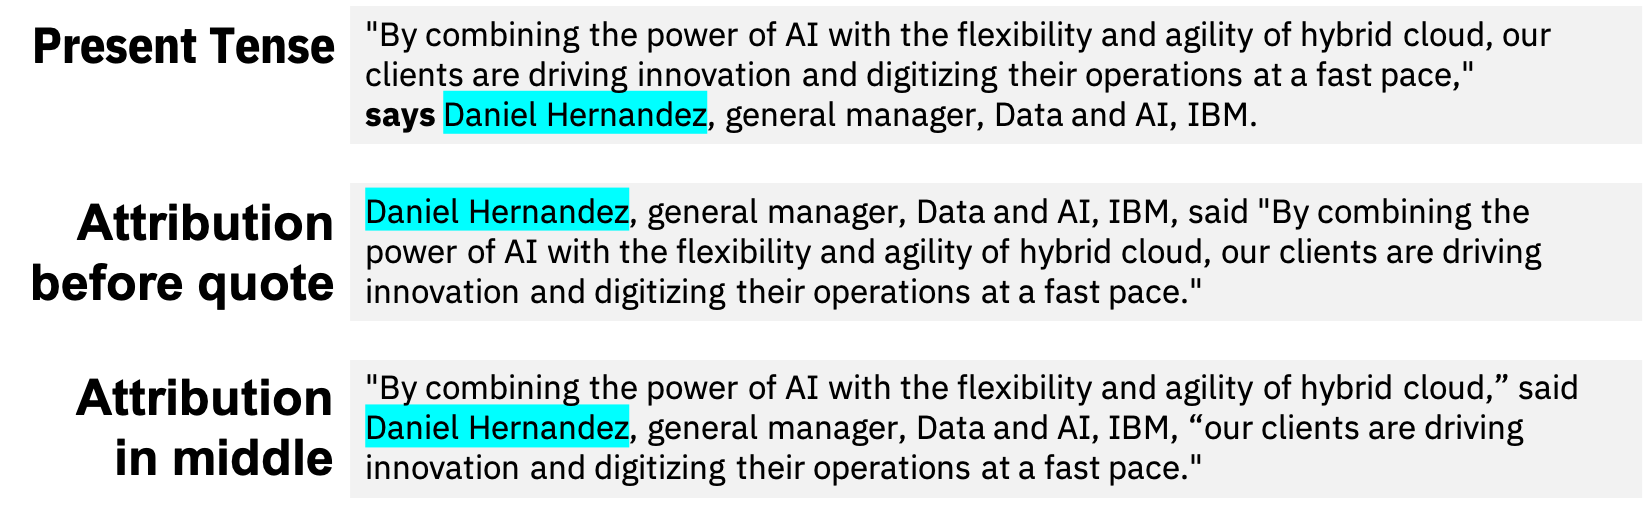 Present Tense
"By combining the power of AI with the flexibility and agility of hybrid cloud, our
clients are driving innovation and digitizing their operations at a fast pace,"
says Daniel Hernandez, general manager, Data and AI, IBM.
Attribution
before quote
Daniel Hernandez, general manager, Data and AI, IBM, said "By combining the
power of AI with the flexibility and agility of hybrid cloud, our clients are driving
innovation and digitizing their operations at a fast pace."
Attribution
in middle
"By combining the power of AI with the flexibility and agility of hybrid cloud,” said
Daniel Hernandez, general manager, Data and AI, IBM, “our clients are driving
innovation and digitizing their operations at a fast pace."